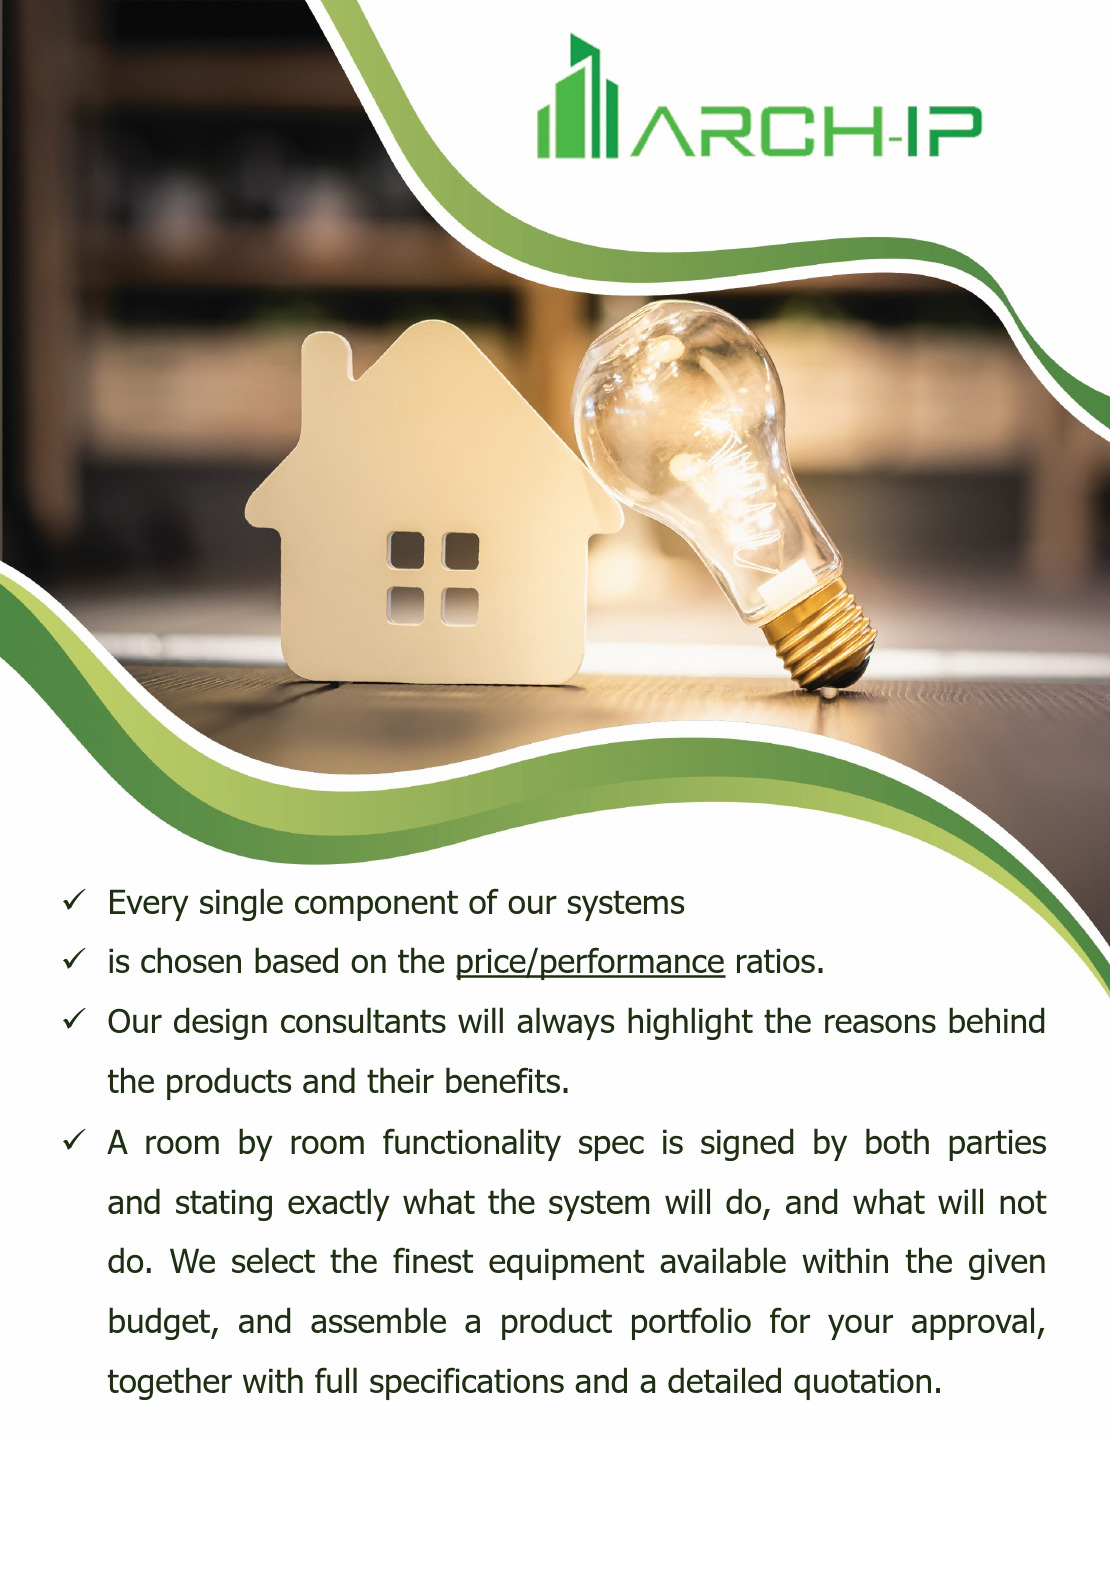 ARCH-IP
✓ Every single component of our systems
✓ is chosen based on the price/performance ratios.
✓ Our design consultants will always highlight the reasons behind
the products and their benefits.
✓ A room by room functionality spec is signed by both parties
and stating exactly what the system will do, and what will not
do. We select the finest equipment available within the given
budget, and assemble a product portfolio for your approval,
together with full specifications and a detailed quotation.